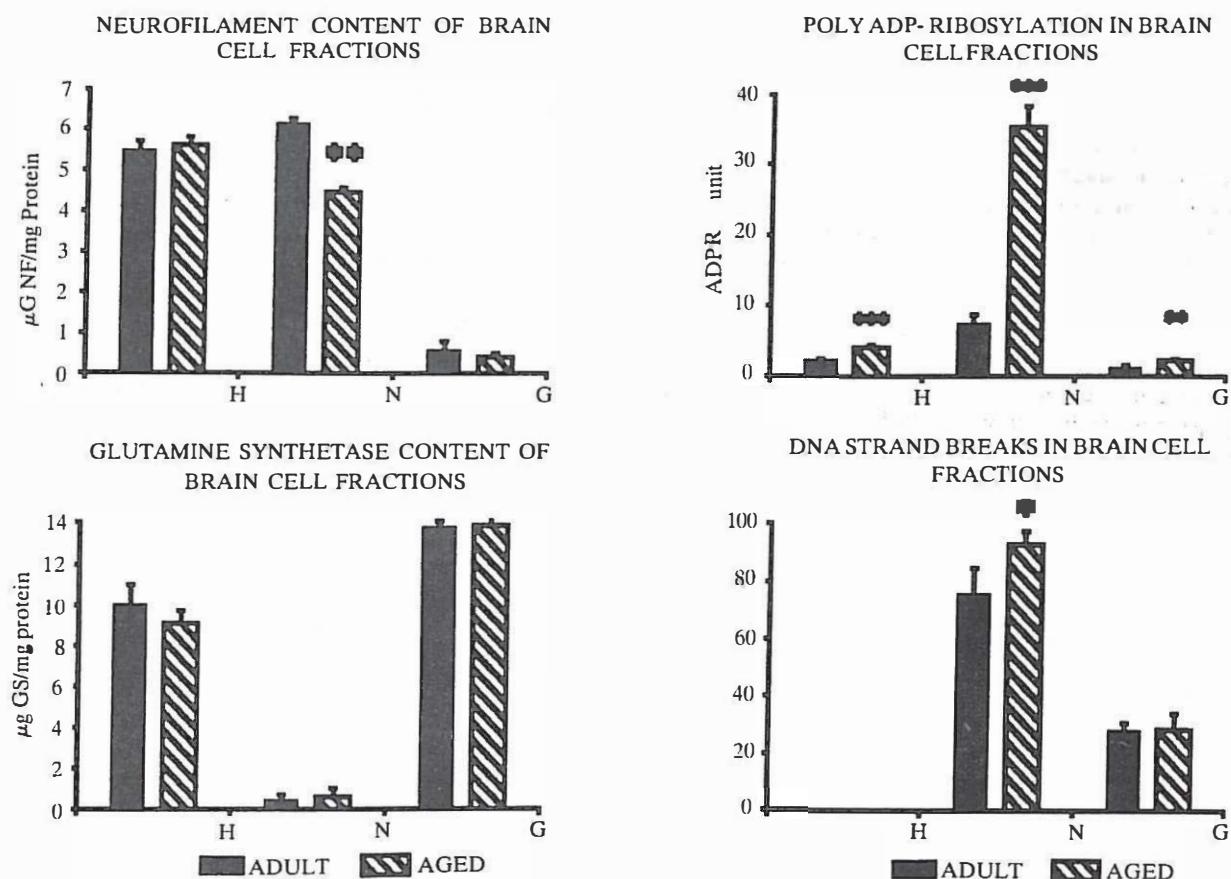 NEUROFILAMENT CONTENT OF BRAIN
CELL FRACTIONS
7
6
5
4
3
2
1
0
μG NF/mg Protein
H N G
POLY ADP- RIBOSYLATION IN BRAIN
CELL FRACTIONS
40
30
20
10
0
ADPR unit
H N G
GLUTAMINE SYNTHETASE CONTENT OF
BRAIN CELL FRACTIONS
14
12
10
8
6
4
2
0
μg GS/mg protein
H N G
ADULT AGED
DNA STRAND BREAKS IN BRAIN CELL
FRACTIONS
100
80
60
40
20
0
H N G
ADULT AGED